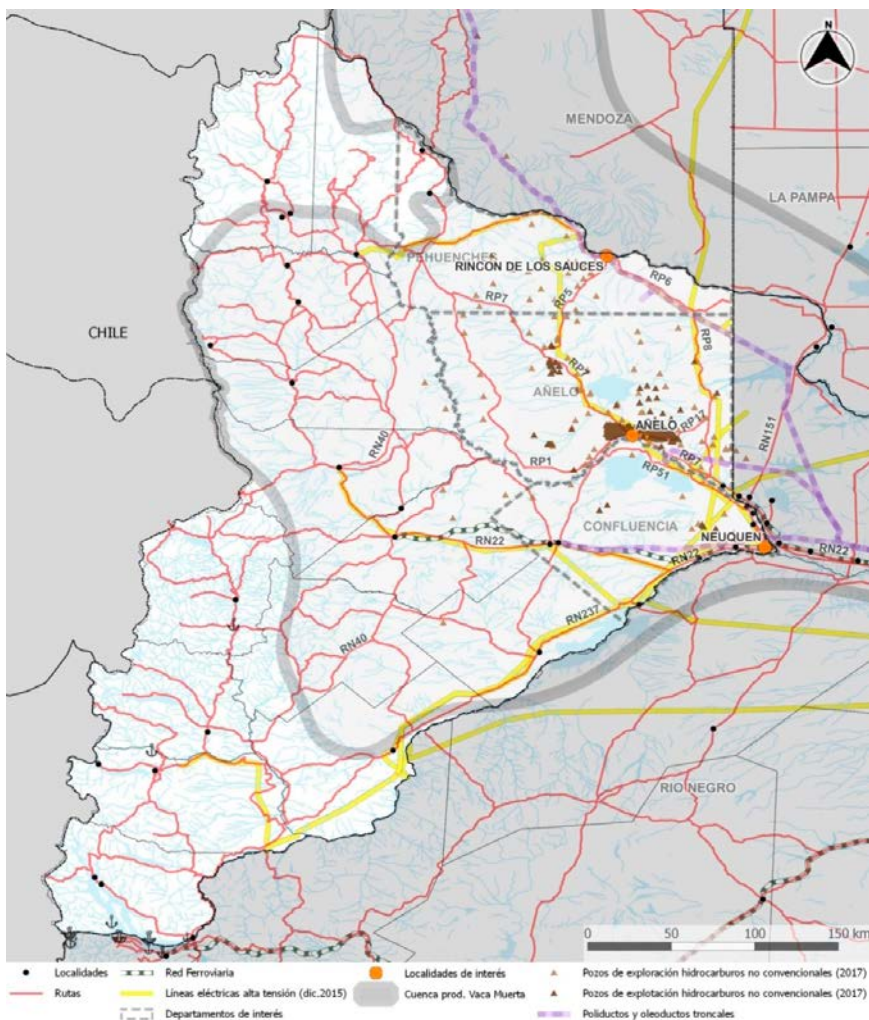 N
MENDOZA
LA PAMPA
CHILE
PEHUENCHES
RINCON DE LOS SAUCES
RP6
RP5
RP7
RP8
RP7
AÑELO
AÑELO
RP17
RN40
RP1
RP7
RP51
RN151
CONFLUENCIA
NEUQUEN
RN22
RN22
RN22
RN237
RN40
RIO NEGRO
0 50 100 150 km
Localidades
Red Ferroviaria
Localidades de interés
Pozos de exploración hidrocarburos no convencionales (2017)
Rutas
Líneas eléctricas alta tensión (dic.2015)
Cuenca prod. Vaca Muerta
Pozos de explotación hidrocarburos no convencionales (2017)
Departamentos de interés
Poliductos y oleoductos troncales